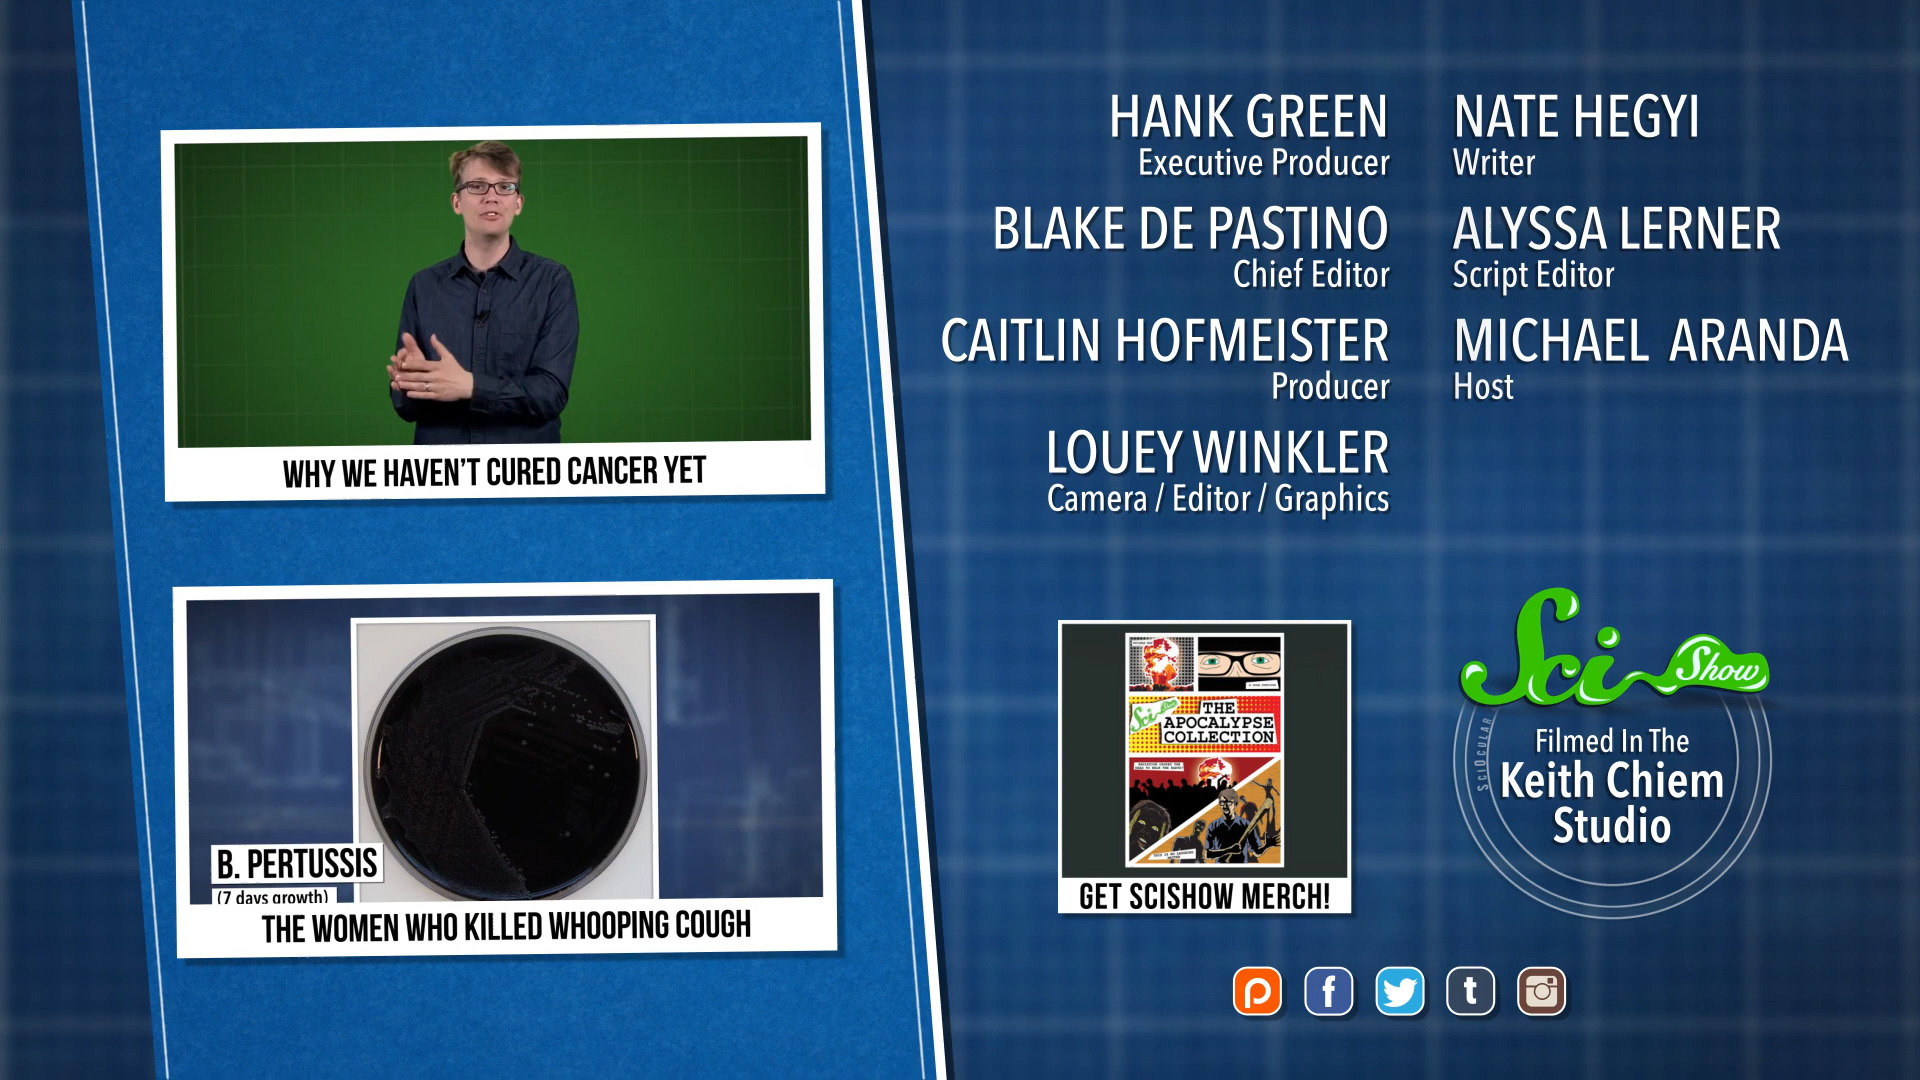 WHY WE HAVEN'T CURED CANCER YET
B. PERTUSSIS
(7 days growth)
THE WOMEN WHO KILLED WHOOPING COUGH
HANK GREEN
Executive Producer
BLAKE DE PASTINO
Chief Editor
CAITLIN HOFMEISTER
Producer
LOUEY WINKLER
Camera / Editor / Graphics
NATE HEGYI
Writer
ALYSSA LERNER
Script Editor
MICHAEL ARANDA
Host
SciShow
THE
APOCALYPSE
COLLECTION
GET SCISHOW MERCH!
Sci Show
SCIOCULAR
Filmed In The
Keith Chiem
Studio